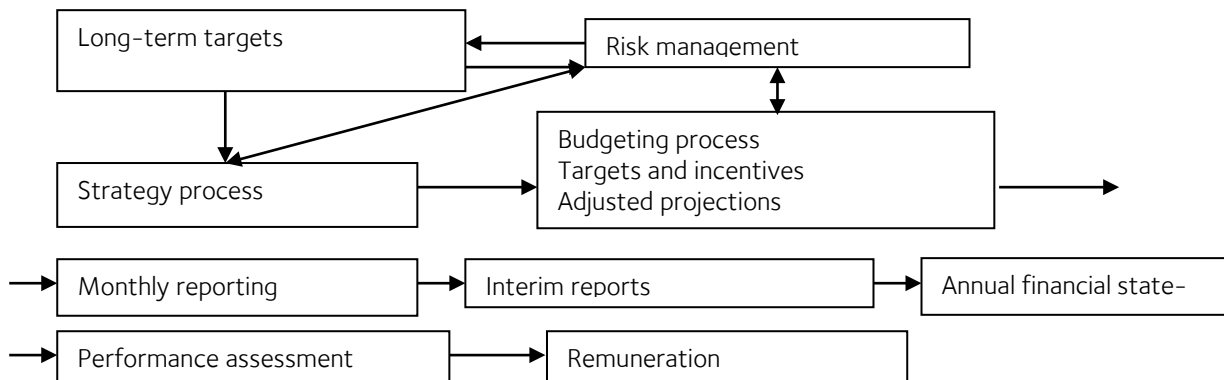 Long-term targets
Risk management
Budgeting process
Targets and incentives
Adjusted projections
Strategy process
Monthly reporting
Interim reports
Annual financial state-
Performance assessment
Remuneration